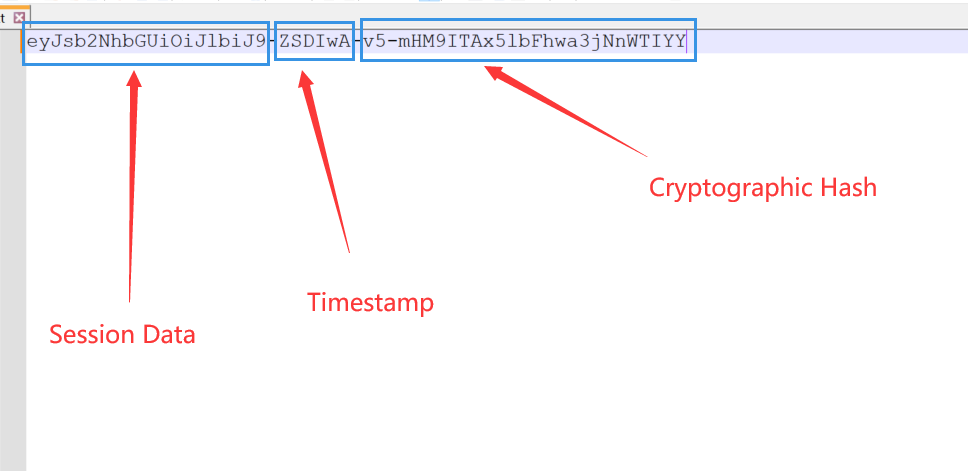 t
eyJsb2NhbGUiOiJlbiJ9-ZSDIwA-v5-mHM9ITAx5lbFhwa3jNnWTIYY
Cryptographic Hash
Timestamp
Session Data